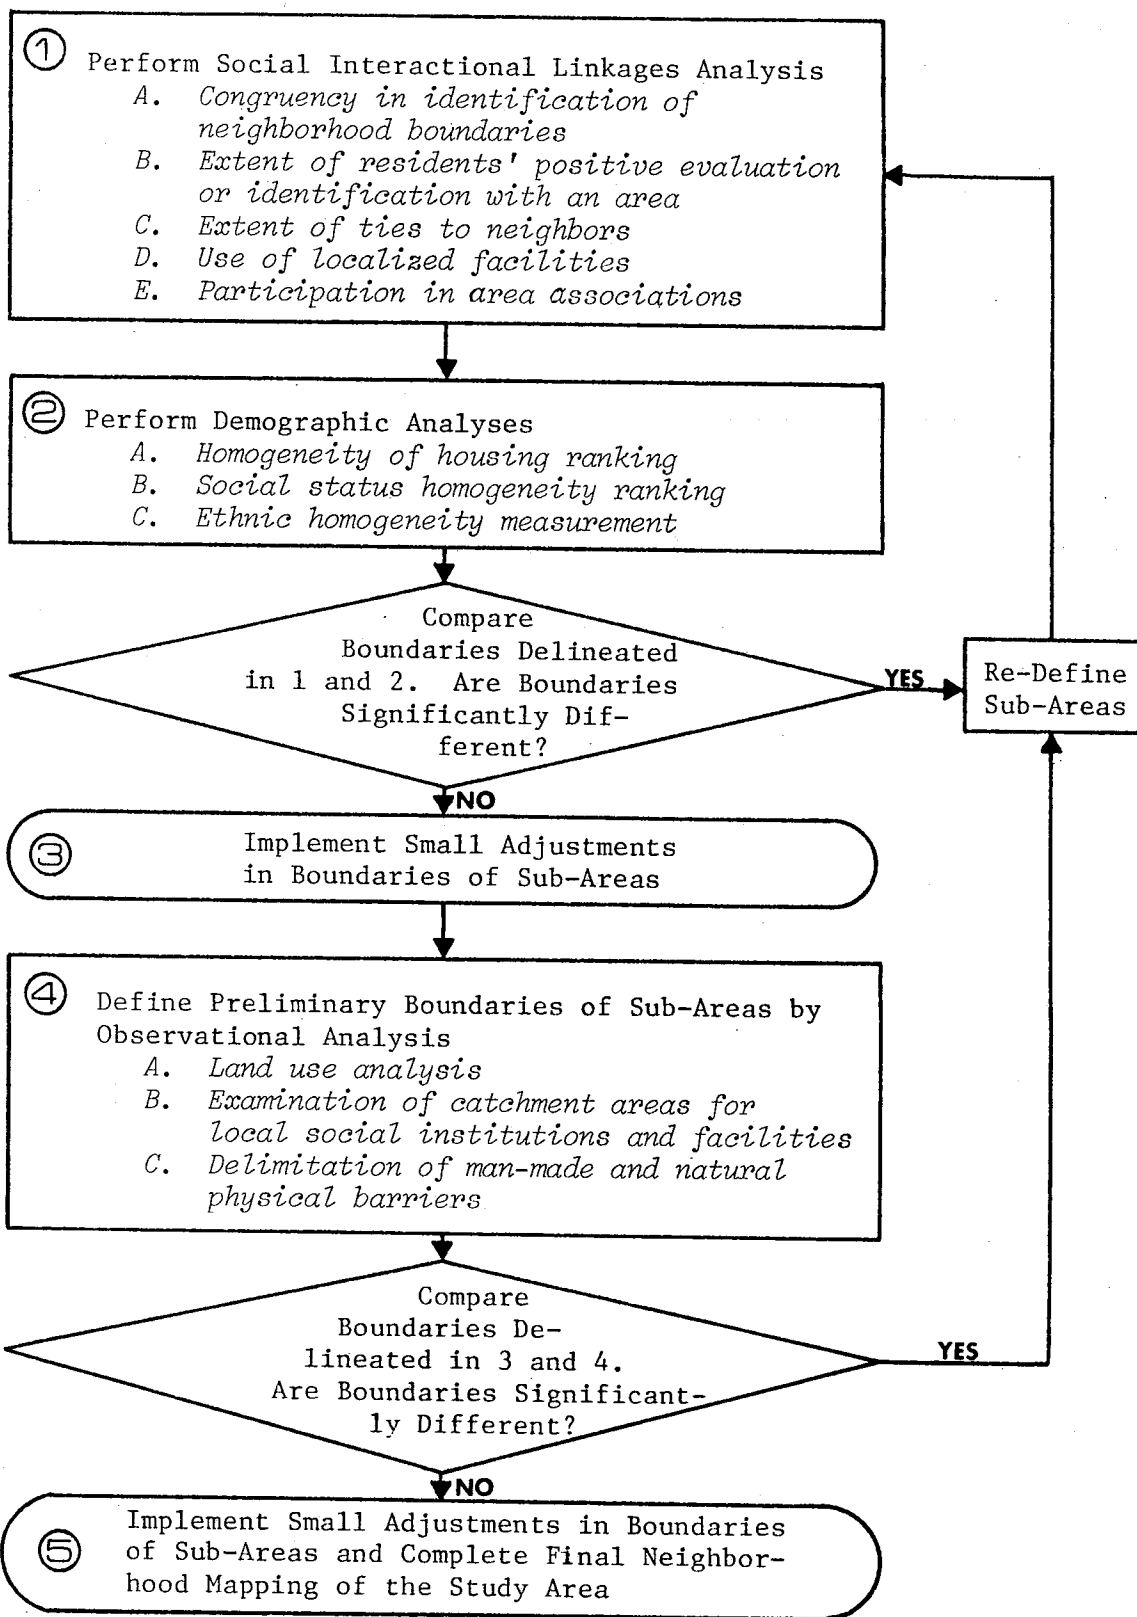 ① Perform Social Interactional Linkages Analysis
A. Congruency in identification of
neighborhood boundaries
B. Extent of residents' positive evaluation
or identification with an area
C. Extent of ties to neighbors
D. Use of localized facilities
E. Participation in area associations
② Perform Demographic Analyses
A. Homogeneity of housing ranking
B. Social status homogeneity ranking
C. Ethnic homogeneity measurement
Compare
Boundaries Delineated
in 1 and 2. Are Boundaries
Significantly Dif-
ferent?
YES
Re-Define
Sub-Areas
NO
③ Implement Small Adjustments
in Boundaries of Sub-Areas
④ Define Preliminary Boundaries of Sub-Areas by
Observational Analysis
A. Land use analysis
B. Examination of catchment areas for
local social institutions and facilities
C. Delimitation of man-made and natural
physical barriers
Compare
Boundaries De-
lineated in 3 and 4.
Are Boundaries Significant-
ly Different?
YES
NO
⑤ Implement Small Adjustments in Boundaries
of Sub-Areas and Complete Final Neighbor-
hood Mapping of the Study Area